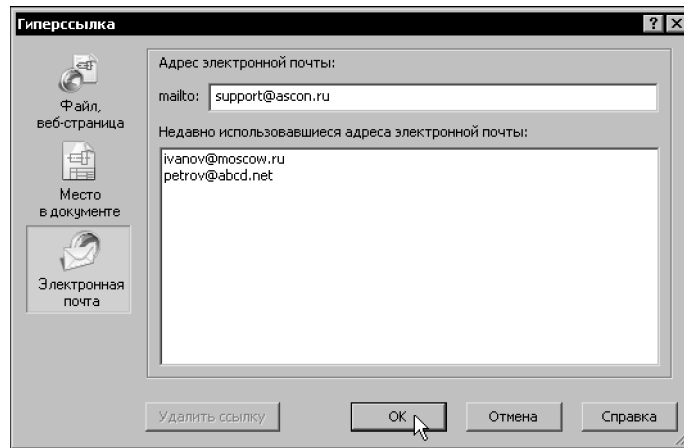 Гиперссылка
Файл,
веб-страница
Место
в документе
Электронная
почта
Адрес электронной почты:
mailto: support@ascon.ru
Недавно использовавшиеся адреса электронной почты:
ivanov@moscow.ru
petrov@abcd.net
Удалить ссылку ОК Отмена Справка